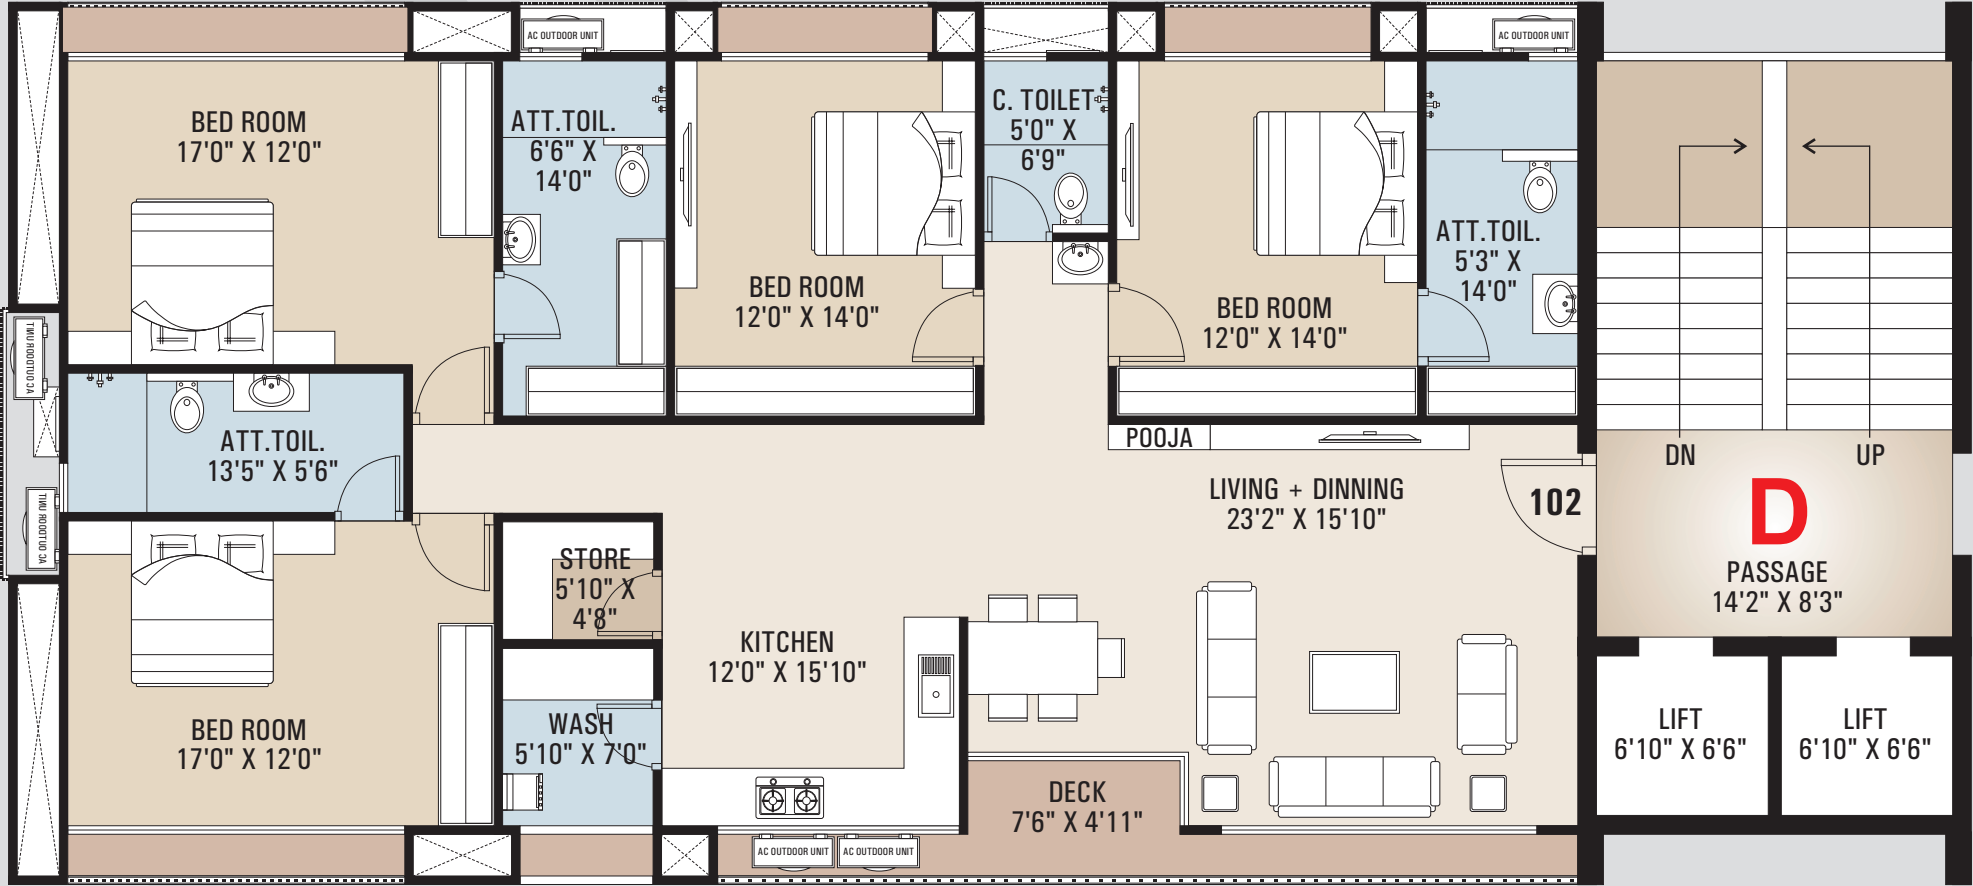 AC OUTDOOR UNIT
AC OUTDOOR UNIT
BED ROOM
17'0" X 12'0"
ATT.TOIL.
6'6" X
14'0"
C. TOILET
5'0" X
6'9"
BED ROOM
12'0" X 14'0"
BED ROOM
12'0" X 14'0"
ATT.TOIL.
5'3" X
14'0"
AC OUTDOOR UNIT
ATT.TOIL.
13'5" X 5'6"
AC OUTDOOR UNIT
POOJA
LIVING + DINNING
23'2" X 15'10"
102
DN
UP
D
PASSAGE
14'2" X 8'3"
STORE
5'10" X
4'8"
KITCHEN
12'0" X 15'10"
BED ROOM
17'0" X 12'0"
WASH
5'10" X 7'0"
LIFT
6'10" X 6'6"
LIFT
6'10" X 6'6"
DECK
7'6" X 4'11"
AC OUTDOOR UNIT
AC OUTDOOR UNIT